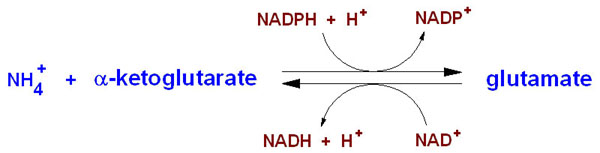 NADPH + H⁺ NADP⁺
NH₄⁺ + α-ketoglutarate glutamate
NADH + H⁺ NAD⁺